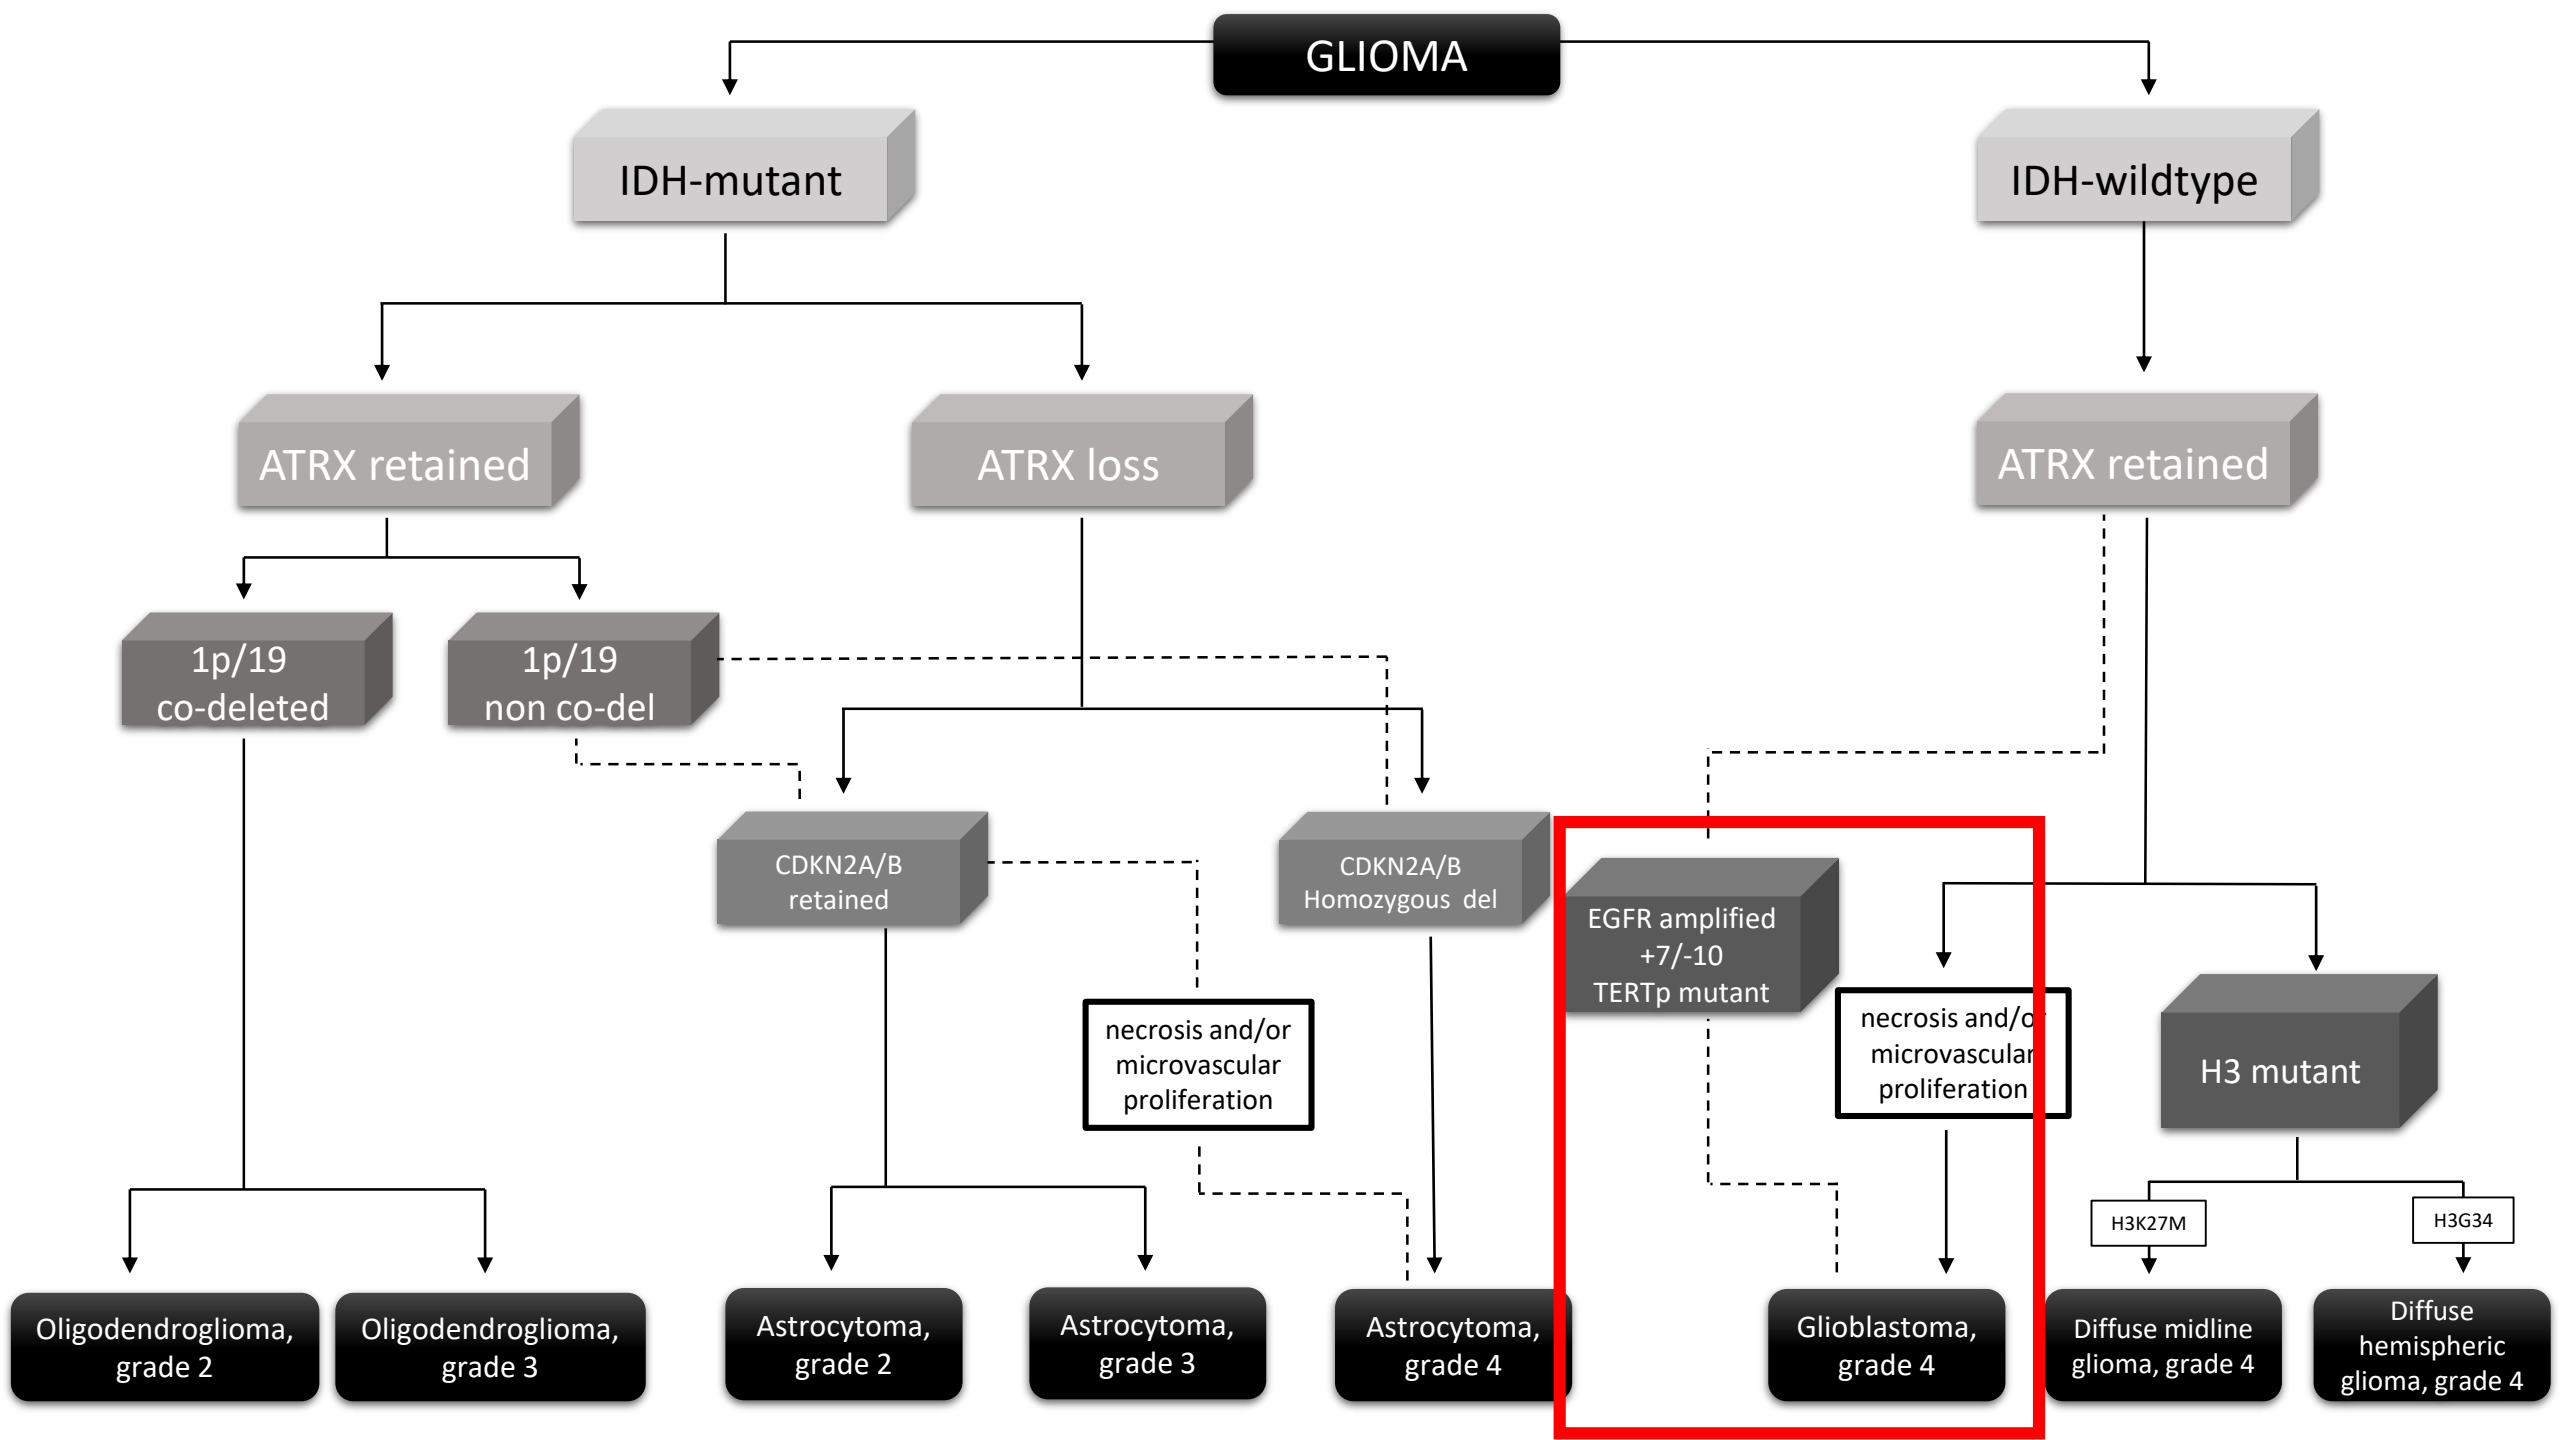 GLIOMA
IDH-mutant
IDH-wildtype
ATRX retained
ATRX loss
ATRX retained
1p/19
co-deleted
1p/19
non co-del
CDKN2A/B
retained
CDKN2A/B
Homozygous del
EGFR amplified
+7/-10
TERTp mutant
necrosis and/or
microvascular
proliferation
necrosis and/or
microvascular
proliferation
H3 mutant
H3K27M
H3G34
Oligodendroglioma,
grade 2
Oligodendroglioma,
grade 3
Astrocytoma,
grade 2
Astrocytoma,
grade 3
Astrocytoma,
grade 4
Glioblastoma,
grade 4
Diffuse midline
glioma, grade 4
Diffuse
hemispheric
glioma, grade 4